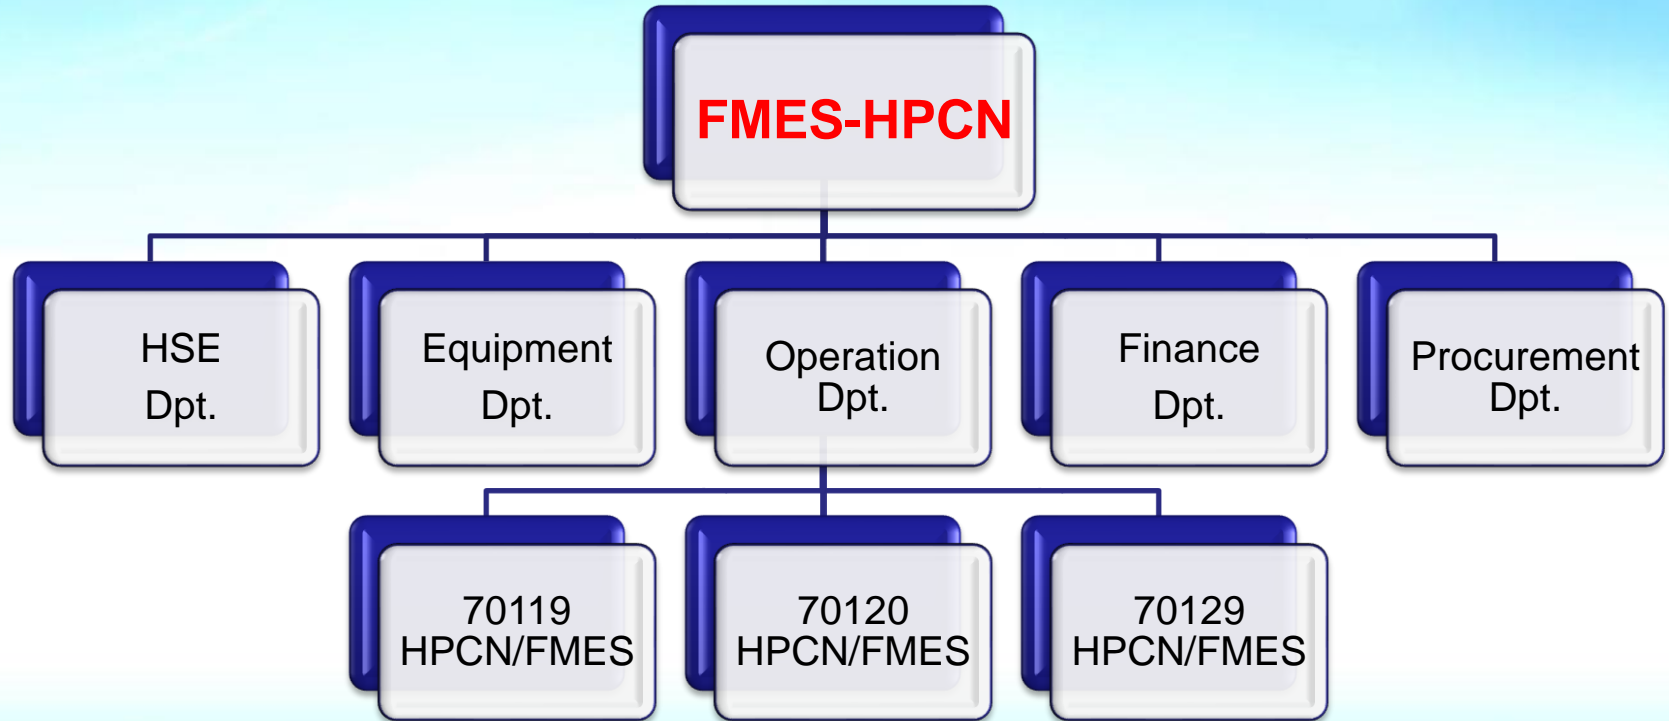 FMES-HPCN
HSE
Dpt.
Equipment
Dpt.
Operation
Dpt.
Finance
Dpt.
Procurement
Dpt.
70119
HPCN/FMES
70120
HPCN/FMES
70129
HPCN/FMES